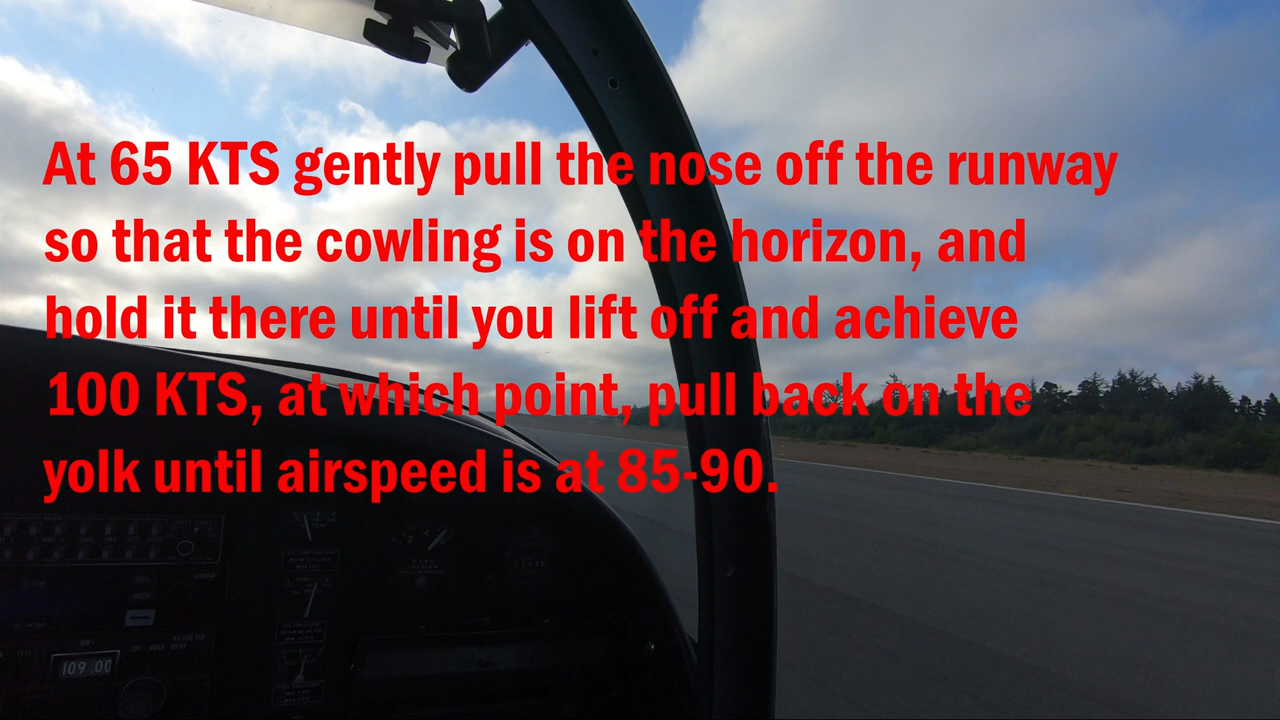 At 65 KTS gently pull the nose off the runway
so that the cowling is on the horizon, and
hold it there until you lift off and achieve
100 KTS, at which point, pull back on the
yolk until airspeed is at 85-90.
109.00